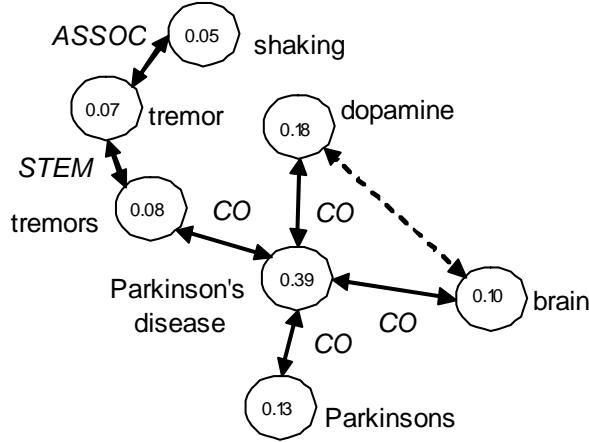 ASSOC
0.05
shaking
0.07
tremor
dopamine
0.18
STEM
0.08
tremors
CO
CO
Parkinson's
disease
0.39
0.10
brain
CO
CO
0.13
Parkinsons